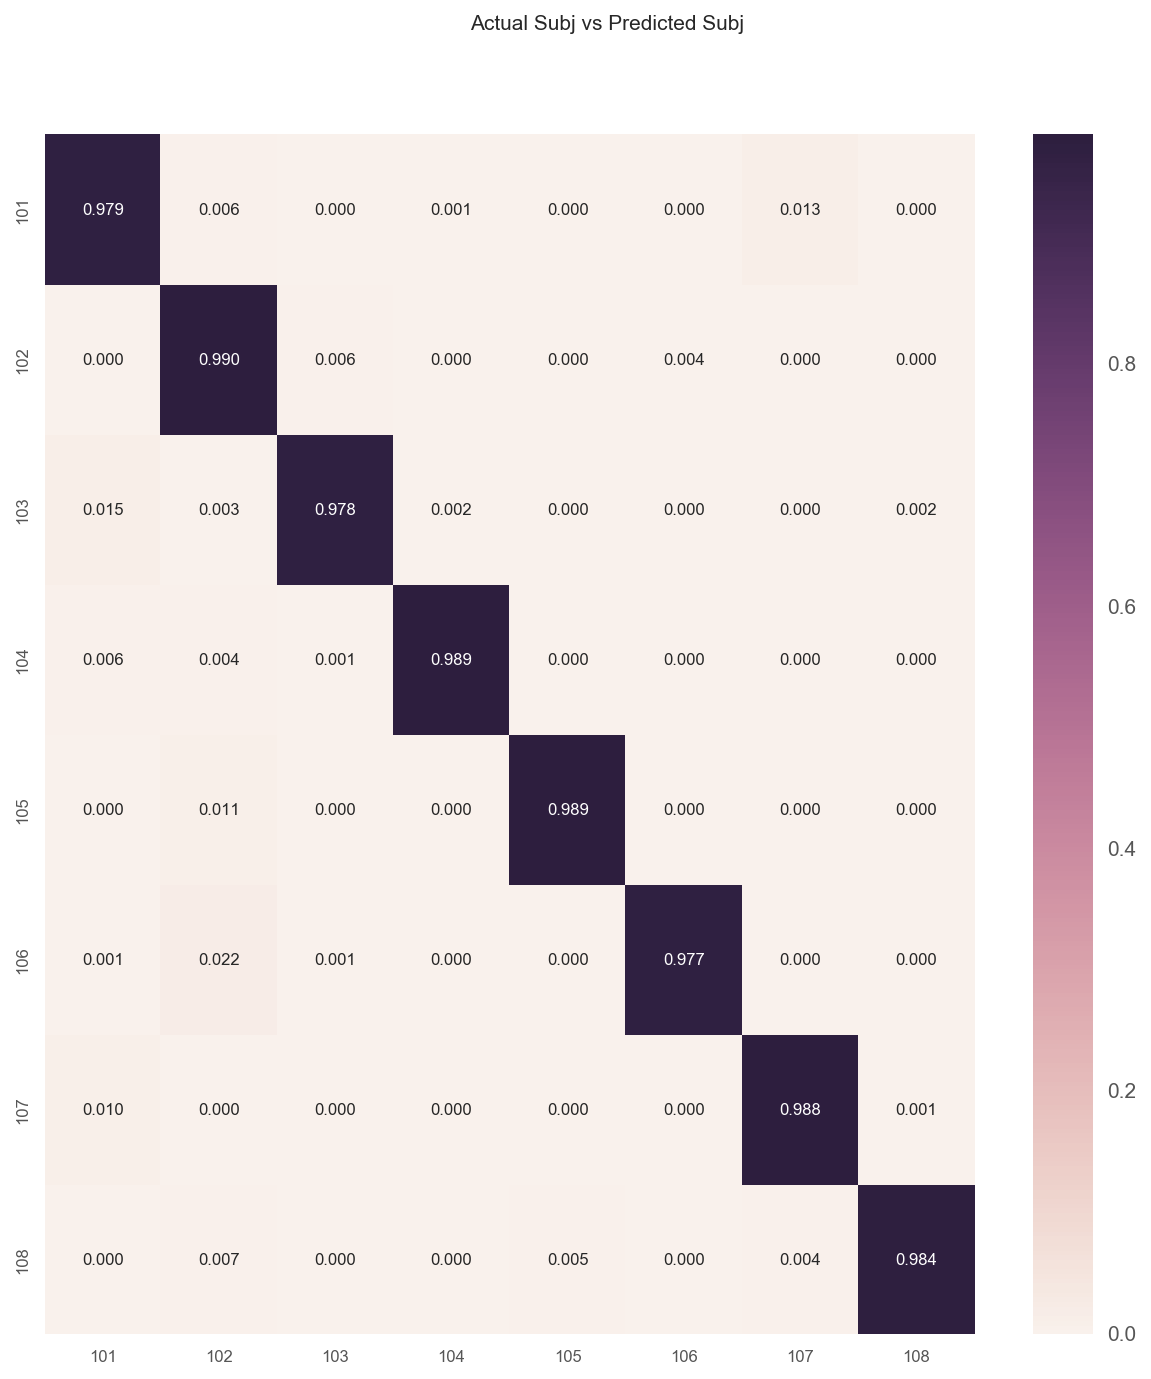 Actual Subj vs Predicted Subj
101 0.979 0.006 0.000 0.001 0.000 0.000 0.013 0.000
102 0.000 0.990 0.006 0.000 0.000 0.004 0.000 0.000
0.8
103 0.015 0.003 0.978 0.002 0.000 0.000 0.000 0.002
0.6
104 0.006 0.004 0.001 0.989 0.000 0.000 0.000 0.000
105 0.000 0.011 0.000 0.000 0.989 0.000 0.000 0.000
0.4
106 0.001 0.022 0.001 0.000 0.000 0.977 0.000 0.000
0.2
107 0.010 0.000 0.000 0.000 0.000 0.000 0.988 0.001
108 0.000 0.007 0.000 0.000 0.005 0.000 0.004 0.984
0.0
101 102 103 104 105 106 107 108